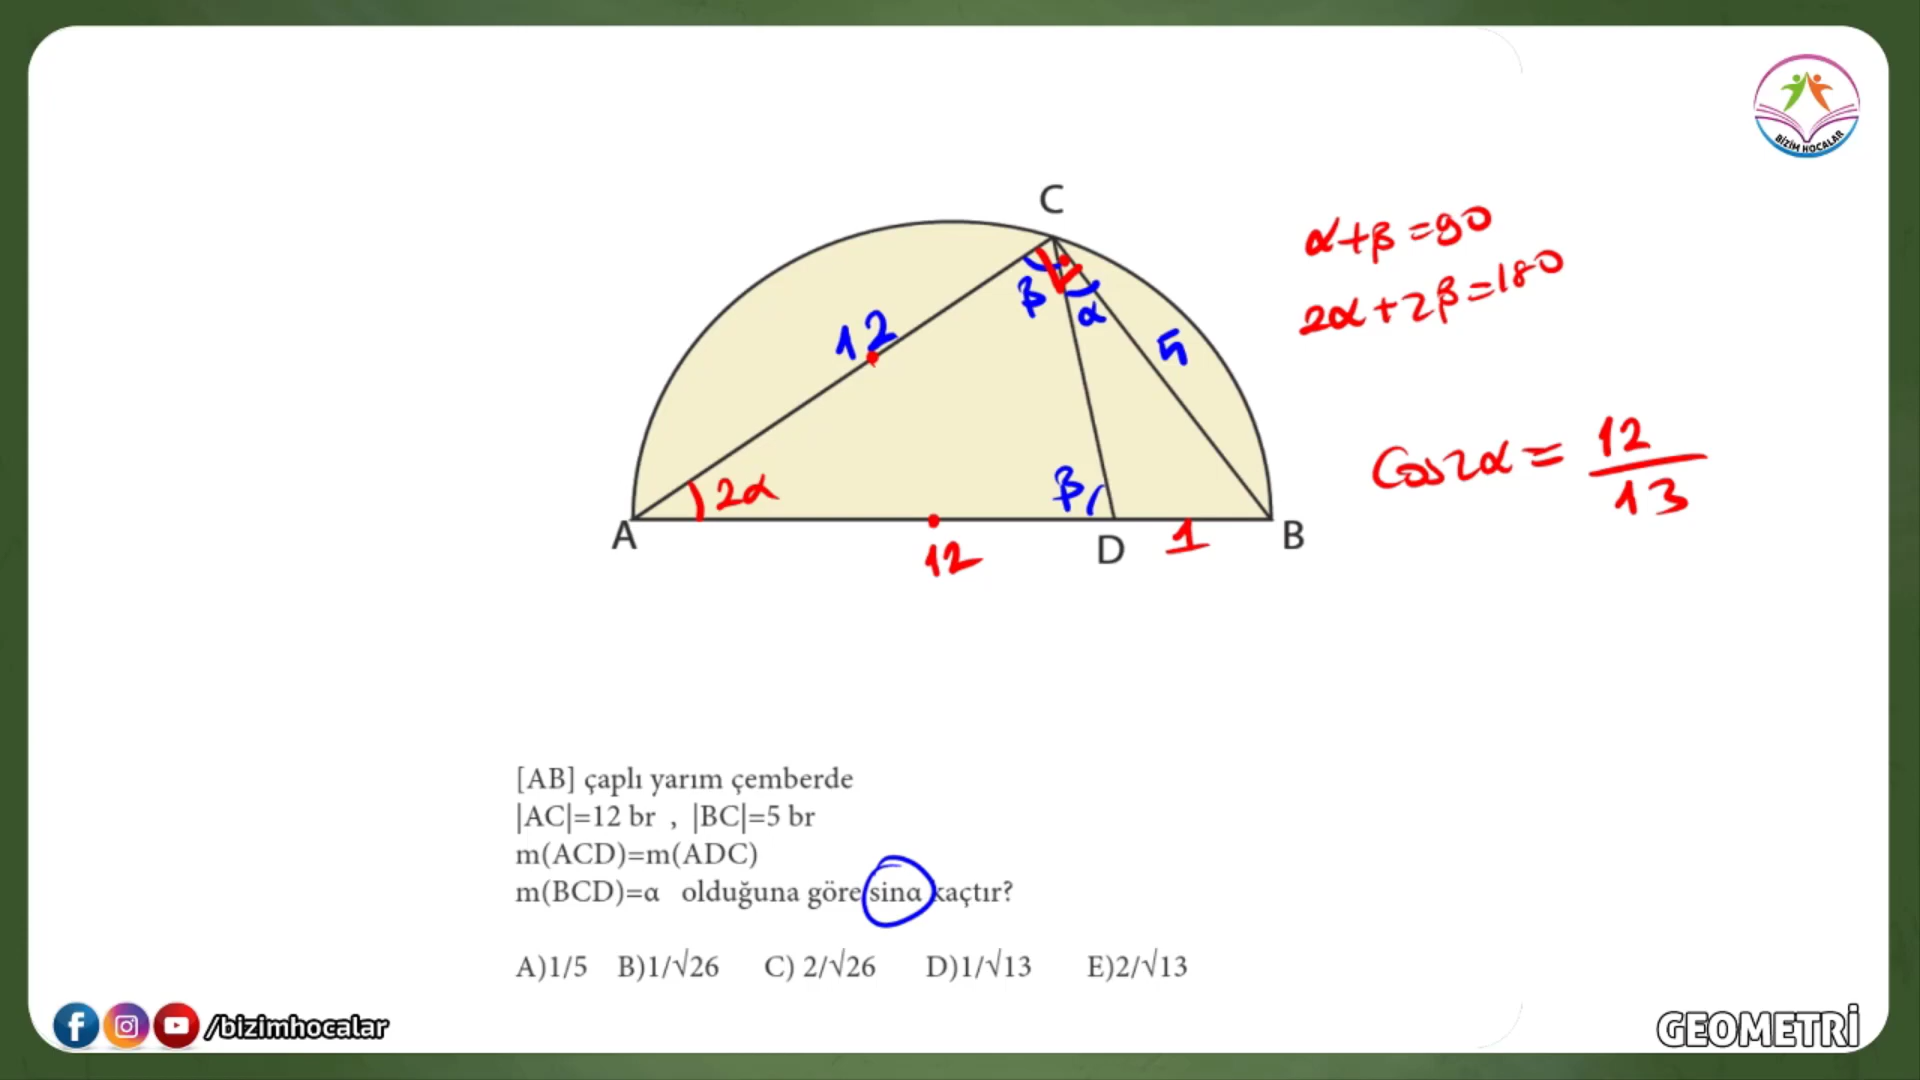 BİZİM HOCALAR
C
α+β=90
2α+2β=180
β
α
12
5
Cos2α=12/13
2α
β
A
D
1
B
12
[AB] çaplı yarım çemberde
|AC|=12 br , |BC|=5 br
m(ACD)=m(ADC)
m(BCD)=α olduğuna göre sinα kaçtır?
A)1/5 B)1/√26 C) 2/√26 D)1/√13 E)2/√13
/bizimhocalar
GEOMETRİ